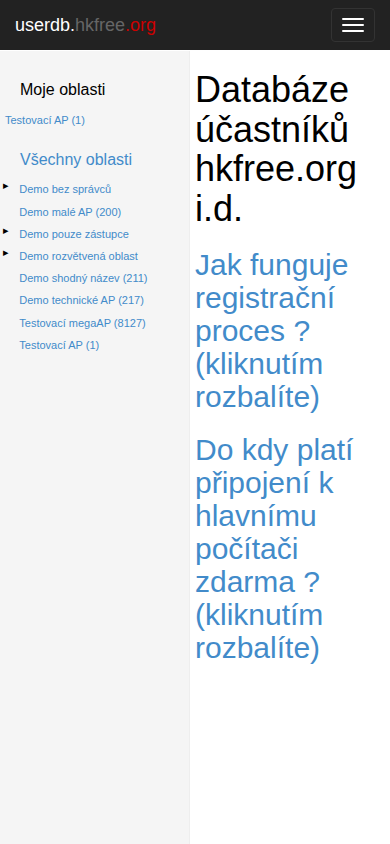 userdb.hkfree.org
Moje oblasti
Testovací AP (1)
Všechny oblasti
Demo bez správců
Demo malé AP (200)
Demo pouze zástupce
Demo rozvětvená oblast
Demo shodný název (211)
Demo technické AP (217)
Testovací megaAP (8127)
Testovací AP (1)
Databáze
účastníků
hkfree.org
i.d.
Jak funguje
registrační
proces ?
(kliknutím
rozbalíte)
Do kdy platí
připojení k
hlavnímu
počítači
zdarma ?
(kliknutím
rozbalíte)